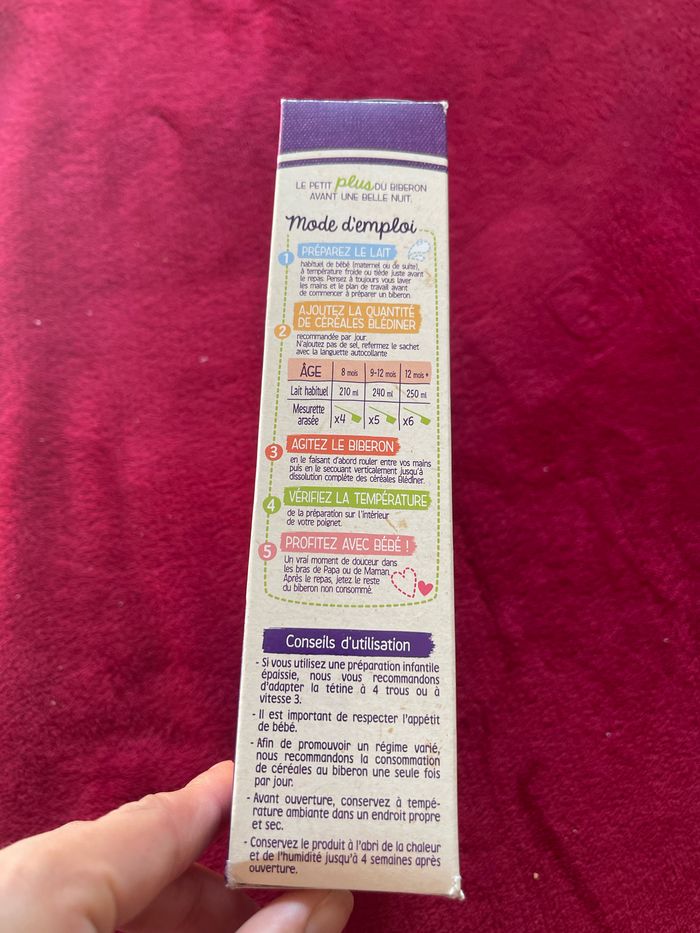 LE PETIT plus DU BIBERON
AVANT UNE BELLE NUIT.
Mode d'emploi
1 PRÉPAREZ LE LAIT
habituel de bébé (maternel ou de suite),
à température froide ou tiède juste avant
le repas. Pensez à toujours vous laver
les mains et le plan de travail avant
de commencer à préparer un biberon.
2 AJOUTEZ LA QUANTITÉ
DE CÉRÉALES BLÉDINER
recommandée par jour.
N'ajoutez pas de sel, refermez le sachet
avec la languette autocollante
ÂGE 8 mois 9-12 mois 12 mois +
Lait habituel 210 ml 240 ml 250 ml
Mesurette
arasée x4 x5 x6
3 AGITEZ LE BIBERON
en le faisant d'abord rouler entre vos mains
puis en le secouant verticalement jusqu'à
dissolution complète des céréales Blédiner.
4 VÉRIFIEZ LA TEMPÉRATURE
de la préparation sur l'intérieur
de votre poignet.
5 PROFITEZ AVEC BÉBÉ !
Un vrai moment de douceur dans
les bras de Papa ou de Maman.
Après le repas, jetez le reste
du biberon non consommé.
Conseils d'utilisation
- Si vous utilisez une préparation infantile
épaissie, nous vous recommandons
d'adapter la tétine à 4 trous ou à
vitesse 3.
- Il est important de respecter l'appétit
de bébé.
- Afin de promouvoir un régime varié,
nous recommandons la consommation
de céréales au biberon une seule fois
par jour.
- Avant ouverture, conservez à tempé-
rature ambiante dans un endroit propre
et sec.
- Conservez le produit à l'abri de la chaleur
et de l'humidité jusqu'à 4 semaines après
ouverture.